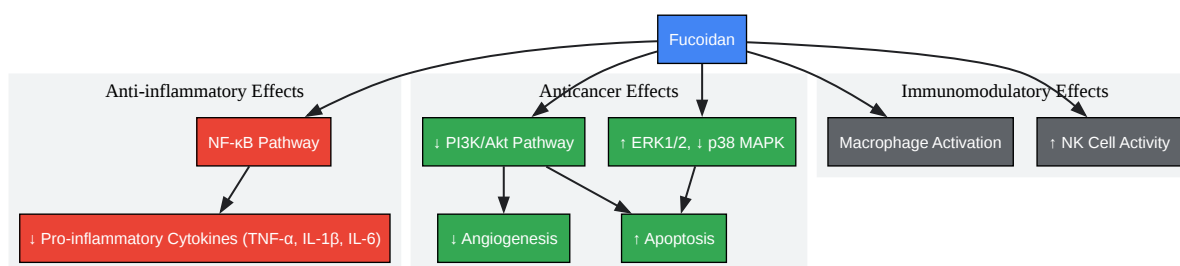 Fucoidan
Anti-inflammatory Effects
Anticancer Effects
Immunomodulatory Effects
NF-κB Pathway
↓ PI3K/Akt Pathway
↑ ERK1/2, ↓ p38 MAPK
Macrophage Activation
↑ NK Cell Activity
↓ Pro-inflammatory Cytokines (TNF-α, IL-1β, IL-6)
↓ Angiogenesis
↑ Apoptosis